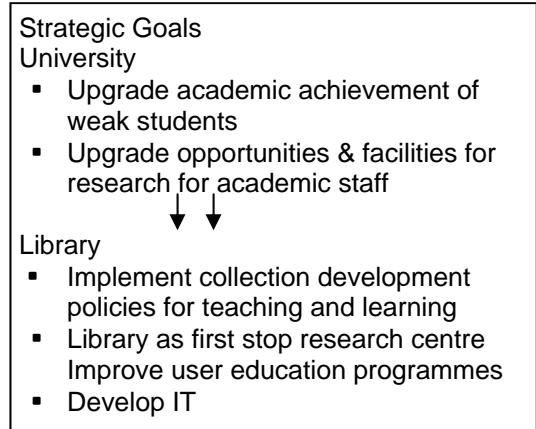 Strategic Goals
University
▪ Upgrade academic achievement of
weak students
▪ Upgrade opportunities & facilities for
research for academic staff
Library
▪ Implement collection development
policies for teaching and learning
▪ Library as first stop research centre
Improve user education programmes
▪ Develop IT